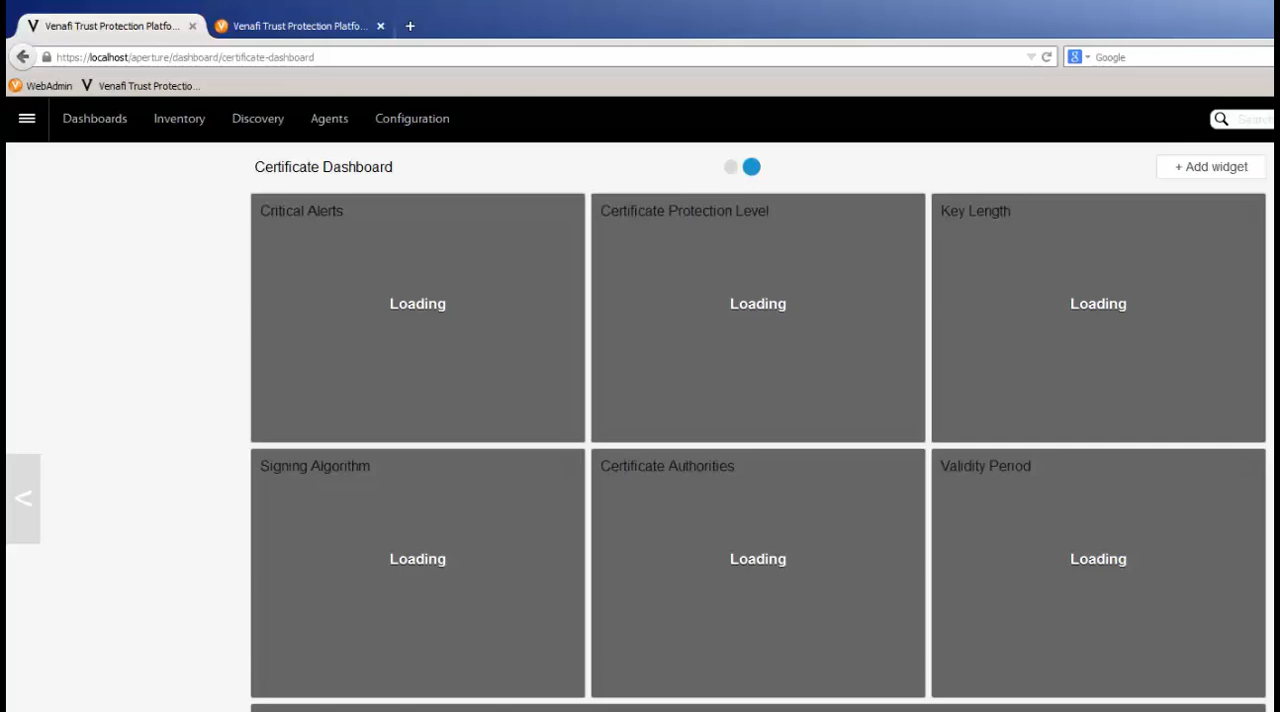 Venafi Trust Protection Platfo... × Venafi Trust Protection Platfo... × +
https://localhost/aperture/dashboard/certificate-dashboard Google
WebAdmin Venafi Trust Protectio...
Dashboards Inventory Discovery Agents Configuration Search
Certificate Dashboard + Add widget
Critical Alerts Certificate Protection Level Key Length
Loading Loading Loading
Signing Algorithm Certificate Authorities Validity Period
Loading Loading Loading